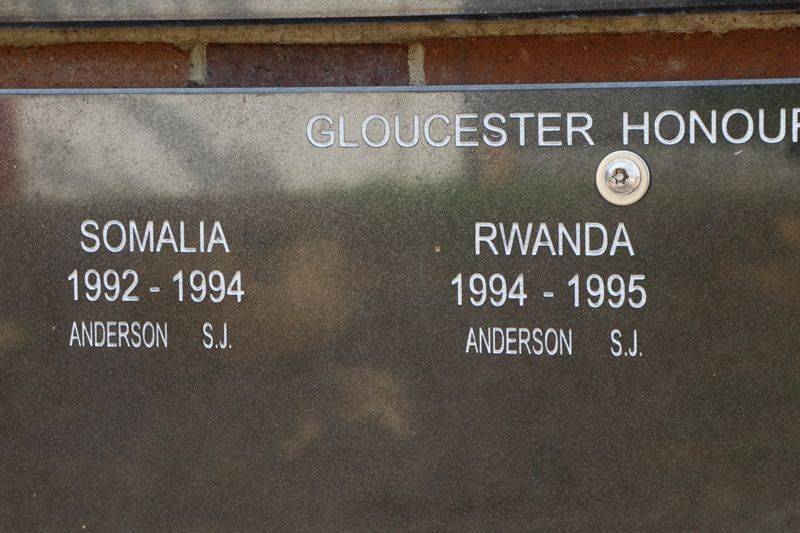 GLOUCESTER HONOUR
SOMALIA
1992 - 1994
ANDERSON S.J.
RWANDA
1994 - 1995
ANDERSON S.J.